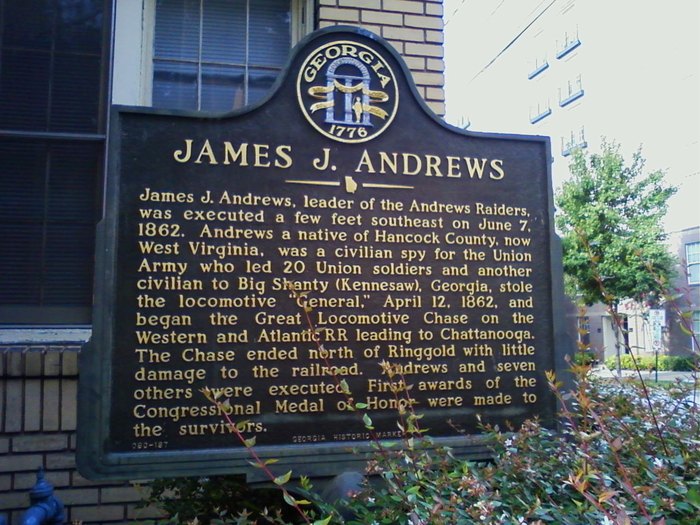 GEORGIA
1776
JAMES J. ANDREWS
James J. Andrews, leader of the Andrews Raiders,
was executed a few feet southeast on June 7,
1862. Andrews a native of Hancock County, now
West Virginia, was a civilian spy for the Union
Army who led 20 Union soldiers and another
civilian to Big Shanty (Kennesaw), Georgia, stole
the locomotive "General," April 12, 1862, and
began the Great Locomotive Chase on the
Western and Atlantic RR leading to Chattanooga.
The Chase ended north of Ringgold with little
damage to the railroad. Andrews and seven
others were executed. First awards of the
Congressional Medal of Honor were made to
the survivors.
060-187 GEORGIA HISTORIC MARKER